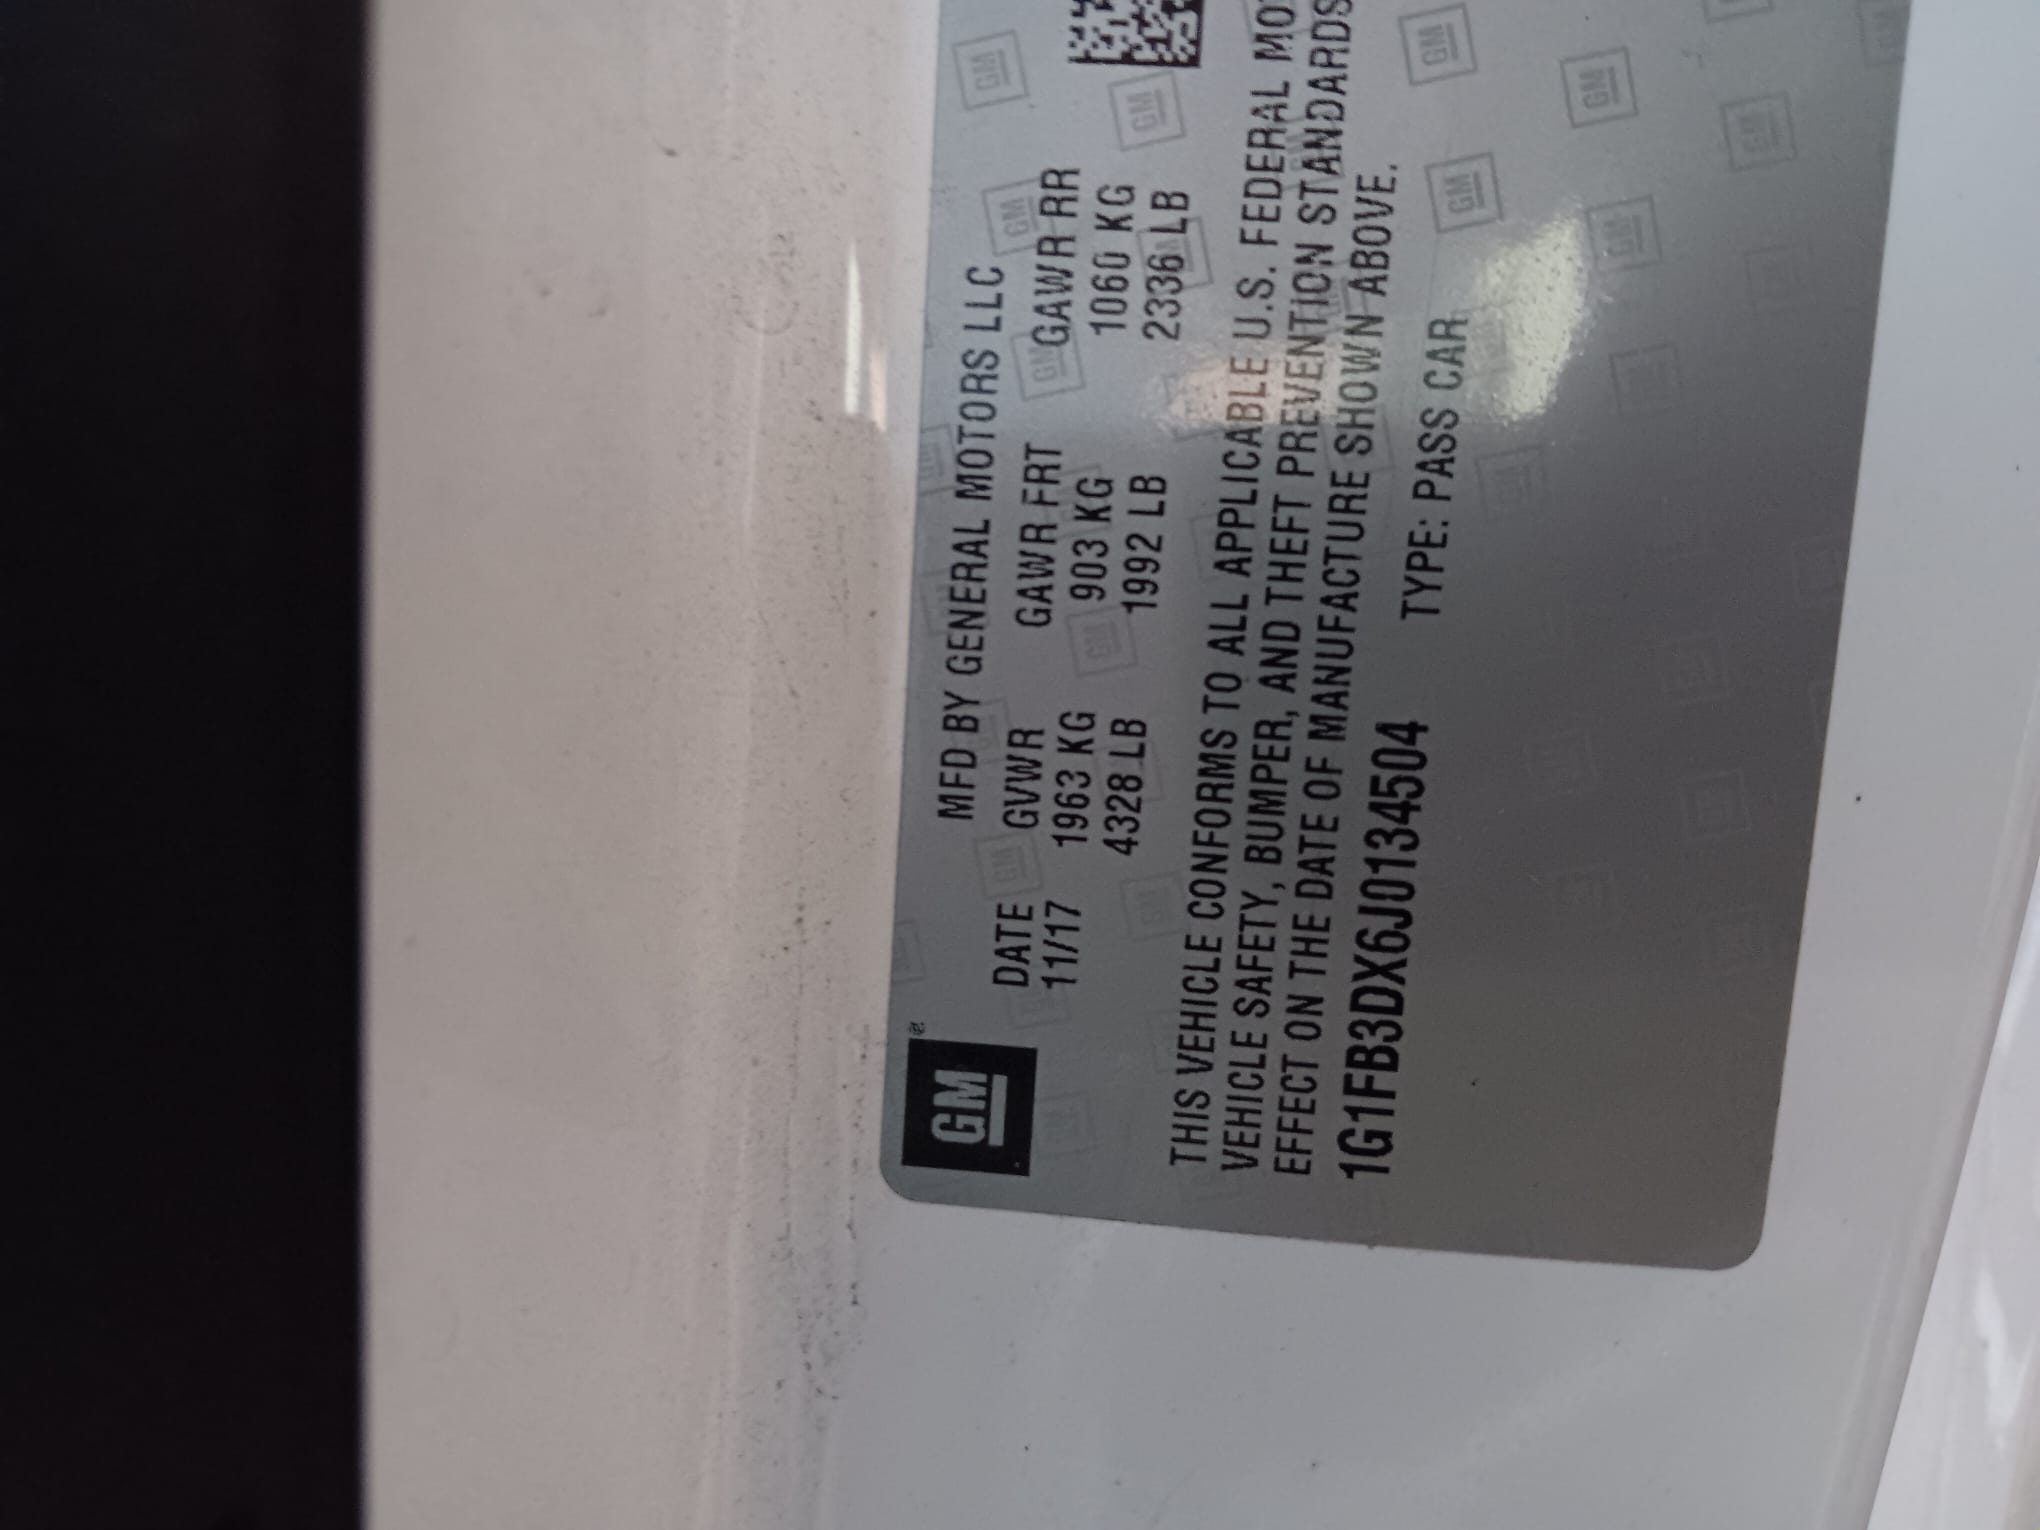 GM
MFD BY GENERAL MOTORS LLC
DATE GVWR GAWR FRT GAWR RR
11/17 1963 KG 903 KG 1060 KG
4328 LB 1992 LB 2336 LB
THIS VEHICLE CONFORMS TO ALL APPLICABLE U.S. FEDERAL MO
VEHICLE SAFETY, BUMPER, AND THEFT PREVENTION STANDARDS
EFFECT ON THE DATE OF MANUFACTURE SHOWN ABOVE.
1G1FB3DX6J0134504 TYPE: PASS CAR